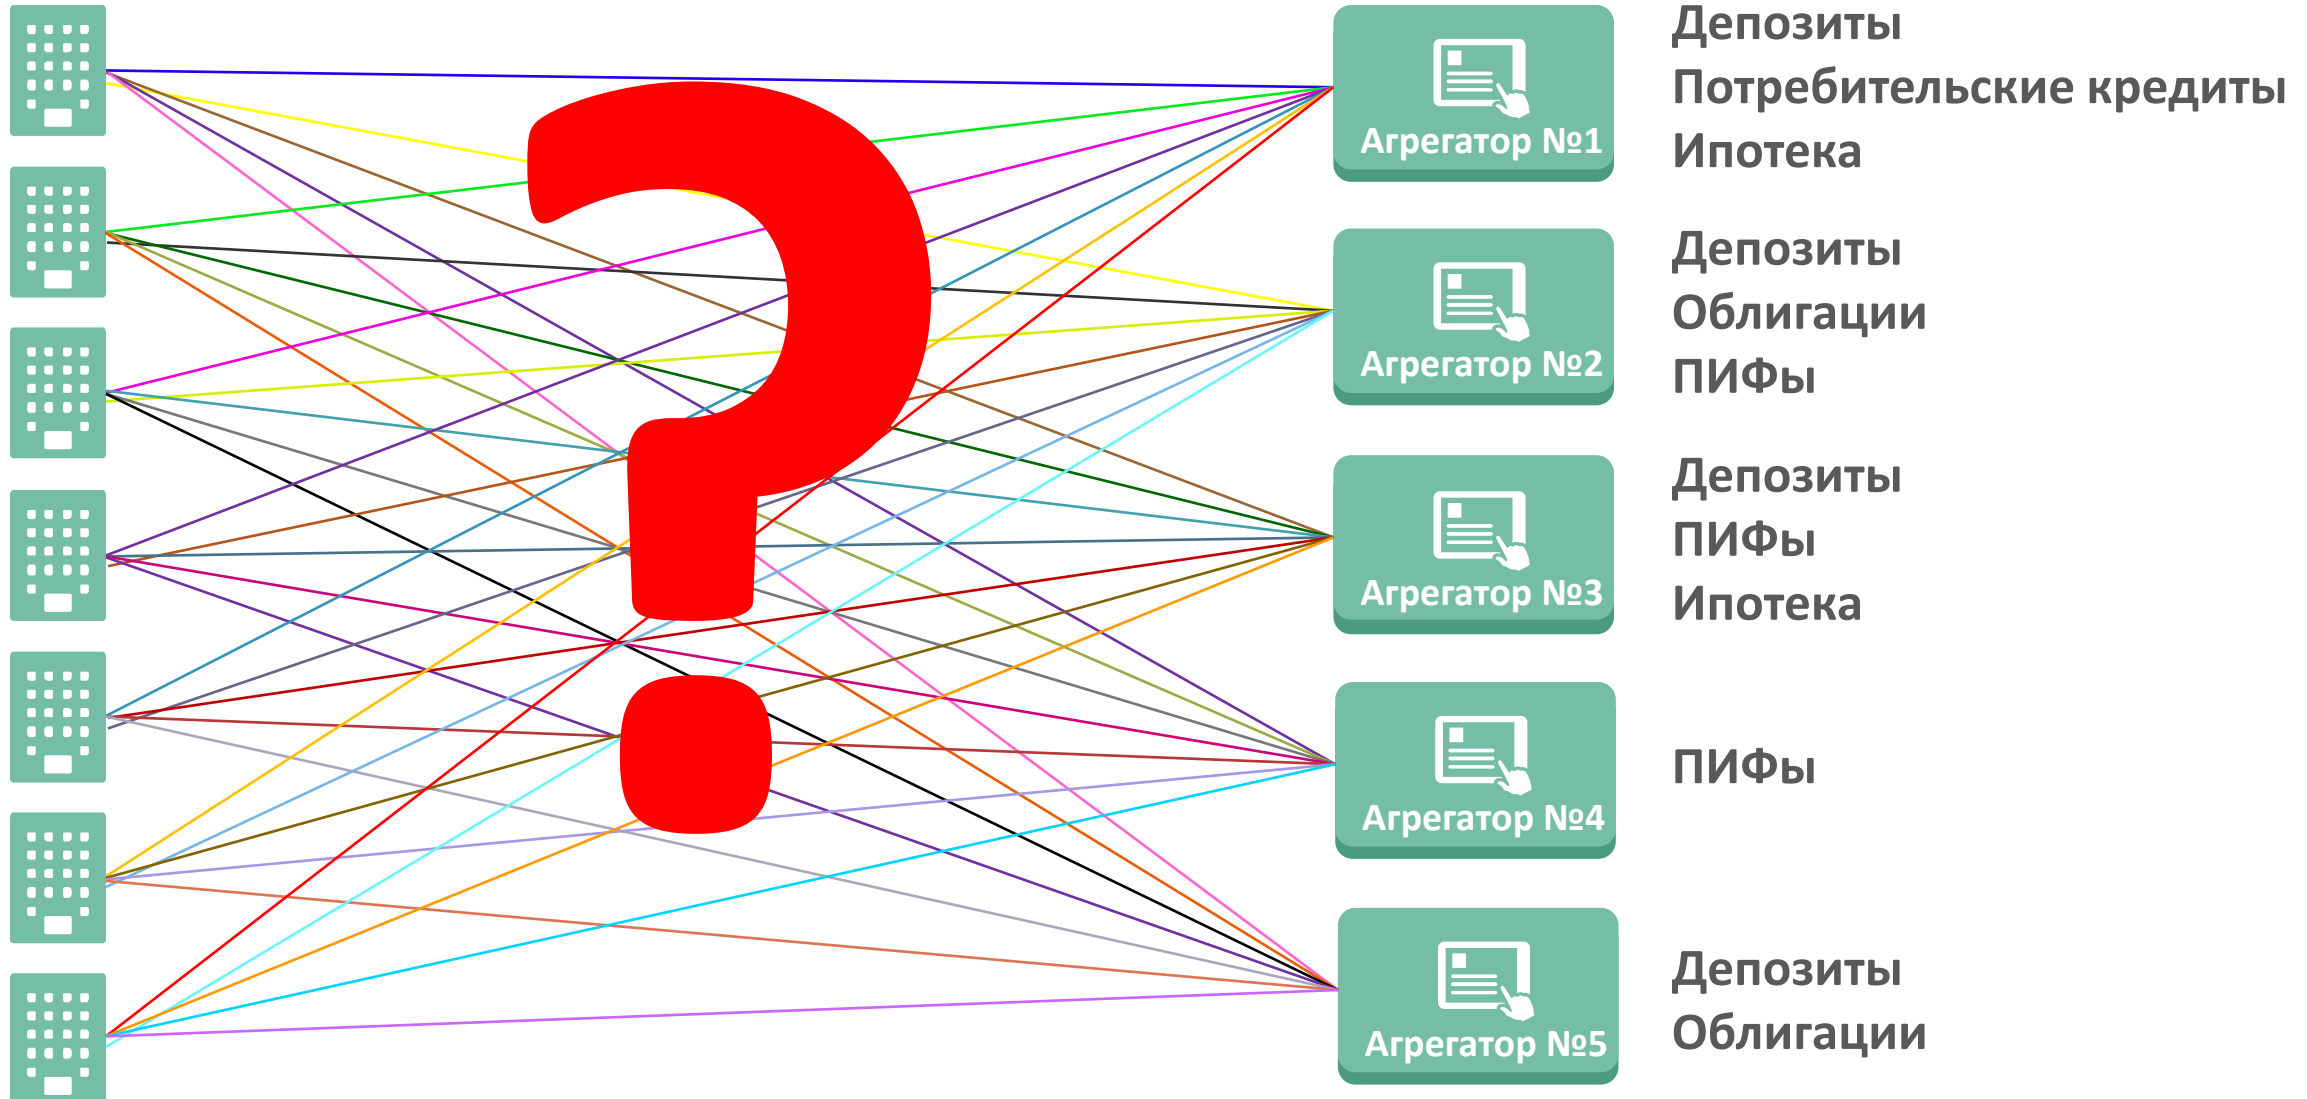 Агрегатор №1
Депозиты
Потребительские кредиты
Ипотека
Агрегатор №2
Депозиты
Облигации
ПИФы
Агрегатор №3
Депозиты
ПИФы
Ипотека
Агрегатор №4
ПИФы
Агрегатор №5
Депозиты
Облигации
?